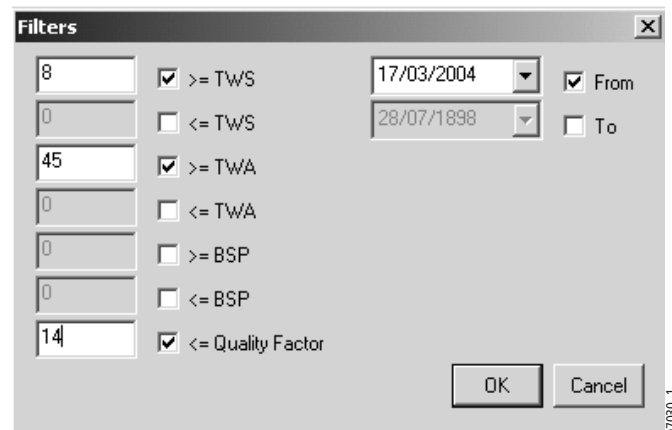 Filters
8 >= TWS
0 <= TWS
45 >= TWA
0 <= TWA
0 >= BSP
0 <= BSP
14 <= Quality Factor
17/03/2004 From
28/07/1898 To
OK Cancel